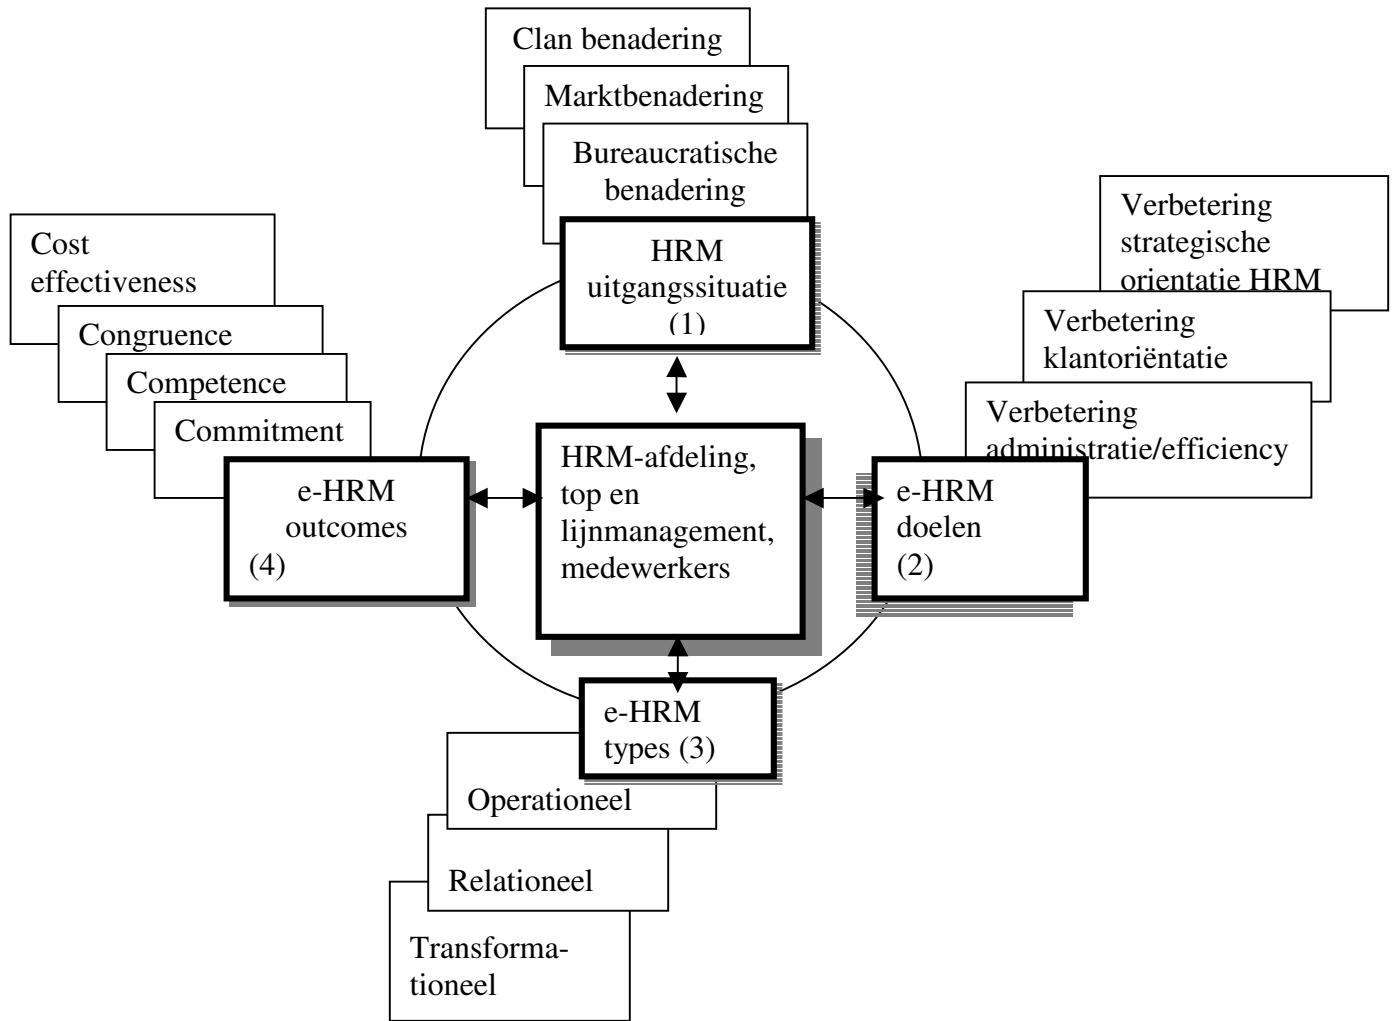 Clan benadering
Marktbenadering
Bureaucratische
benadering
HRM
uitgangssituatie
(1)
Verbetering
strategische
orientatie HRM
Verbetering
klantoriëntatie
Verbetering
administratie/efficiency
e-HRM
doelen
(2)
Cost
effectiveness
Congruence
Competence
Commitment
e-HRM
outcomes
(4)
HRM-afdeling,
top en
lijnmanagement,
medewerkers
e-HRM
types (3)
Operationeel
Relationeel
Transforma-
tioneel